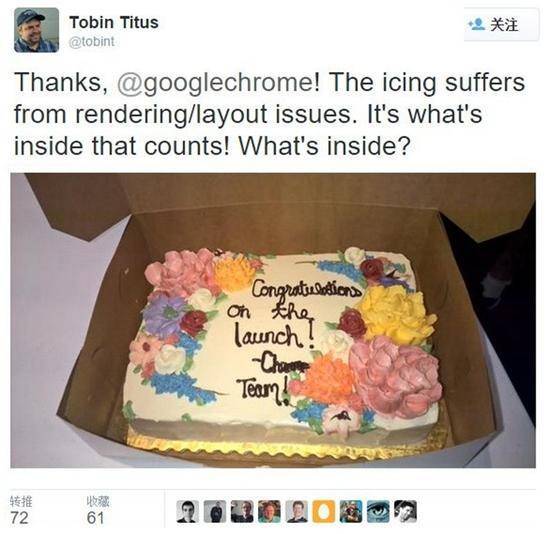 Tobin Titus
@tobint
关注
Thanks, @googlechrome! The icing suffers
from rendering/layout issues. It's what's
inside that counts! What's inside?
Congratulations
on the
launch!
-Chrome
Team!
转推
收藏
72
61